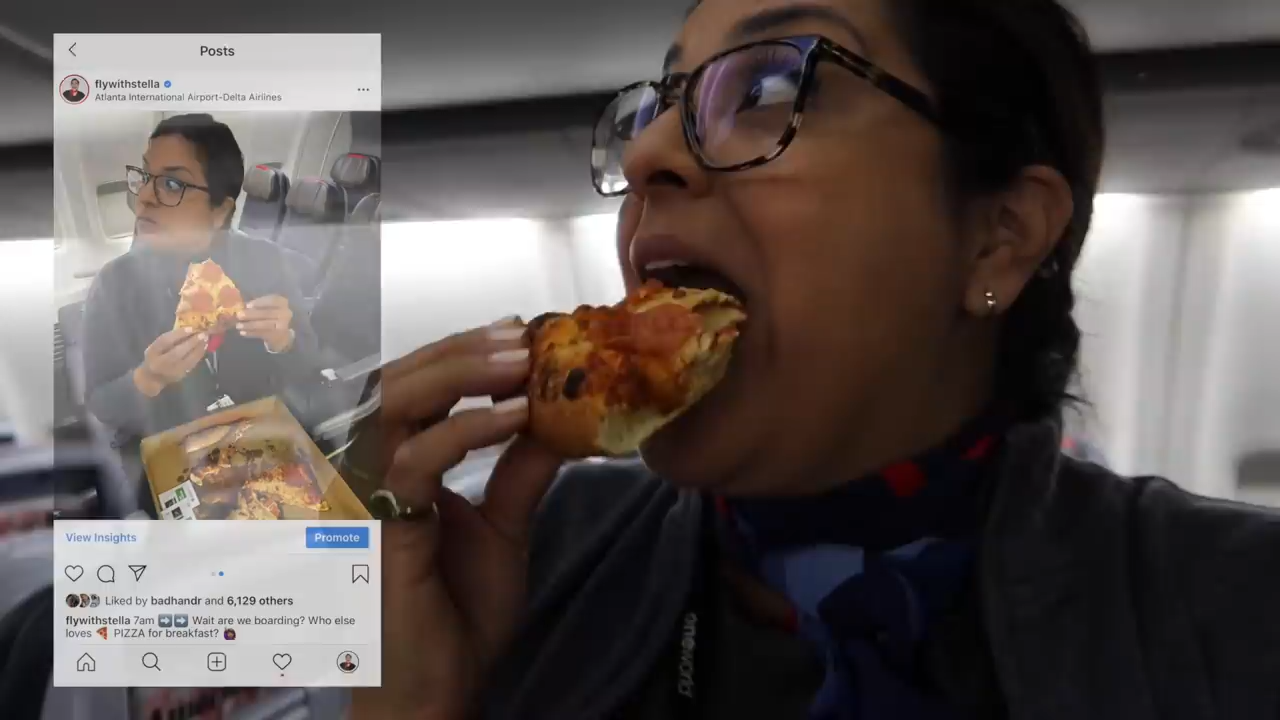 Posts
flywithstella
Atlanta International Airport-Delta Airlines
View Insights
Promote
Liked by badhandr and 6,129 others
flywithstella 7am ➡️➡️ Wait are we boarding? Who else
loves 🍕 PIZZA for breakfast? 🙋🏾‍♀️
oneworld